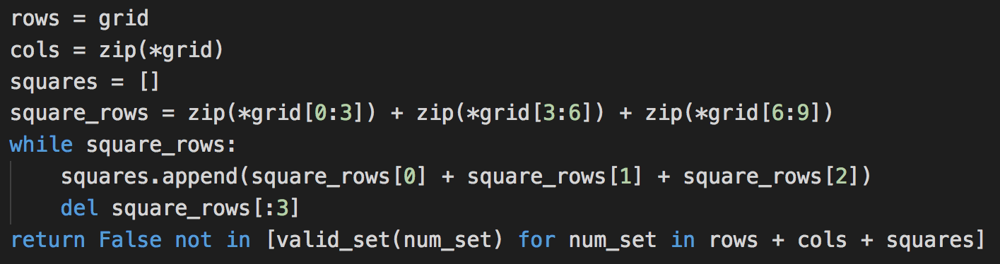 rows = grid
cols = zip(*grid)
squares = []
square_rows = zip(*grid[0:3]) + zip(*grid[3:6]) + zip(*grid[6:9])
while square_rows:
    squares.append(square_rows[0] + square_rows[1] + square_rows[2])
    del square_rows[:3]
return False not in [valid_set(num_set) for num_set in rows + cols + squares]